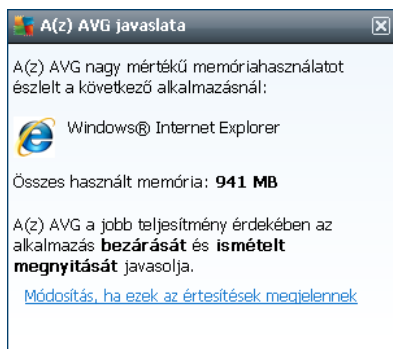 A(z) AVG javaslata
A(z) AVG nagy mértékű memóriahasználatot
észlelt a következő alkalmazásnál:
Windows® Internet Explorer
Összes használt memória: 941 MB
A(z) AVG a jobb teljesítmény érdekében az
alkalmazás bezárását és ismételt
megnyitását javasolja.
Módosítás, ha ezek az értesítések megjelennek